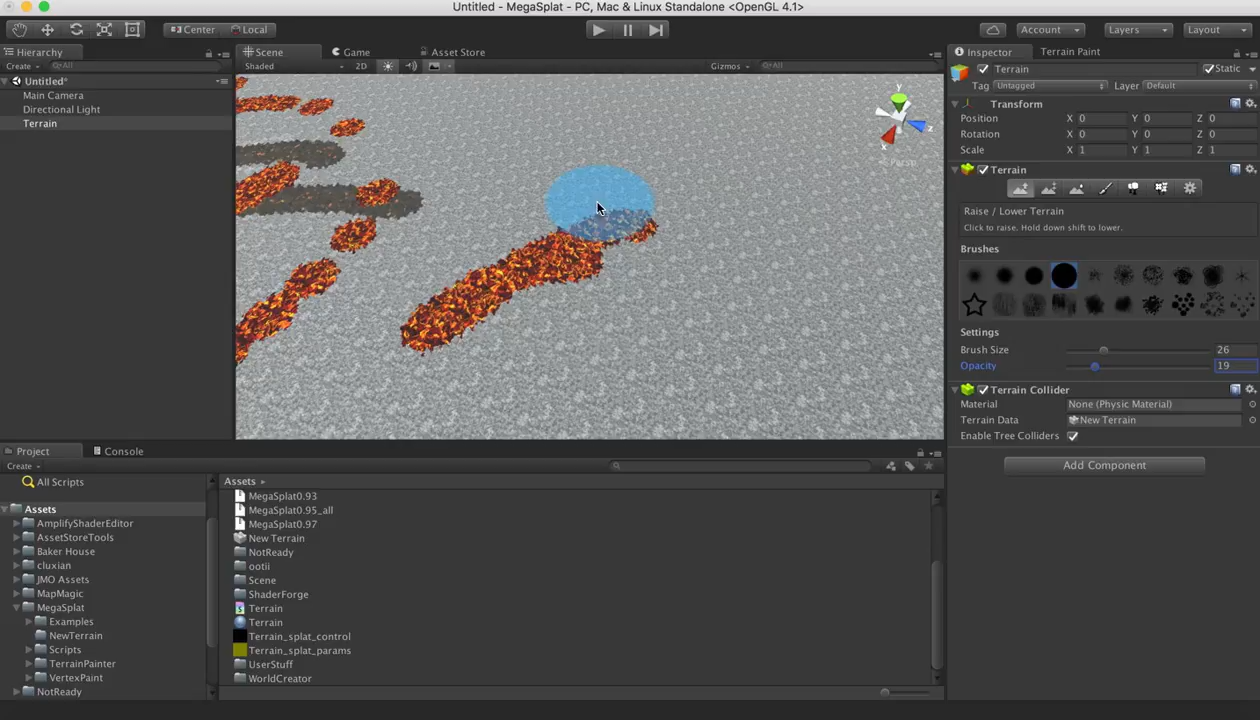 Untitled - MegaSplat - PC, Mac & Linux Standalone <OpenGL 4.1>
Center Local Account Layers Layout
Hierarchy
Create All
Untitled*
Main Camera
Directional Light
Terrain
Scene Game Asset Store
Shaded 2D Gizmos All
y
z
x
Persp
Inspector Terrain Paint
Terrain Static
Tag Untagged Layer Default
Transform
Position X 0 Y 0 Z 0
Rotation X 0 Y 0 Z 0
Scale X 1 Y 1 Z 1
Terrain
Raise / Lower Terrain
Click to raise. Hold down shift to lower.
Brushes
Settings
Brush Size 26
Opacity 19
Terrain Collider
Material None (Physic Material)
Terrain Data New Terrain
Enable Tree Colliders
Add Component
Project Console
Create
All Scripts
Assets
AmplifyShaderEditor
AssetStoreTools
Baker House
cluxian
JMO Assets
MapMagic
MegaSplat
Examples
NewTerrain
Scripts
TerrainPainter
VertexPaint
NotReady
Assets
MegaSplat0.93
MegaSplat0.95_all
MegaSplat0.97
New Terrain
NotReady
ootii
Scene
ShaderForge
Terrain
Terrain
Terrain_splat_control
Terrain_splat_params
UserStuff
WorldCreator